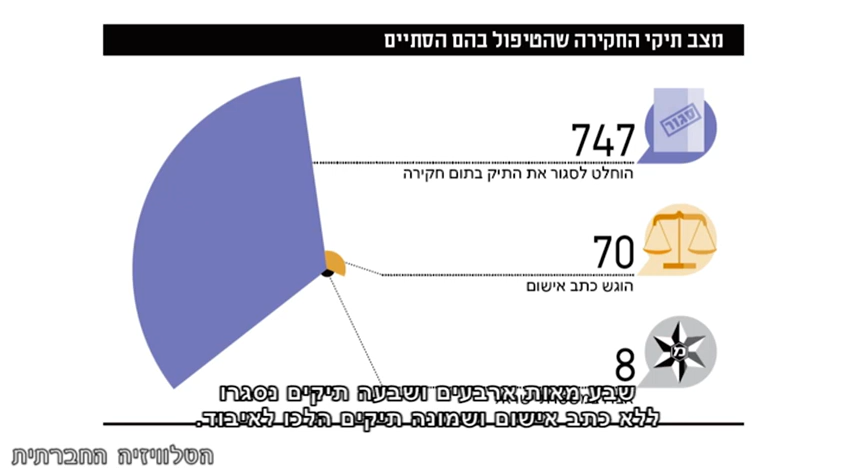 מצב תיקי החקירה שהטיפול בהם הסתיים
סגור
747
הוחלט לסגור את התיק בתום חקירה
70
הוגש כתב אישום
8
מ
שבע מאות ארבעים ושבעה תיקים נסגרו
ללא כתב אישום ושמונה תיקים הלכו לאיבוד.
הטלוויזיה החברתית